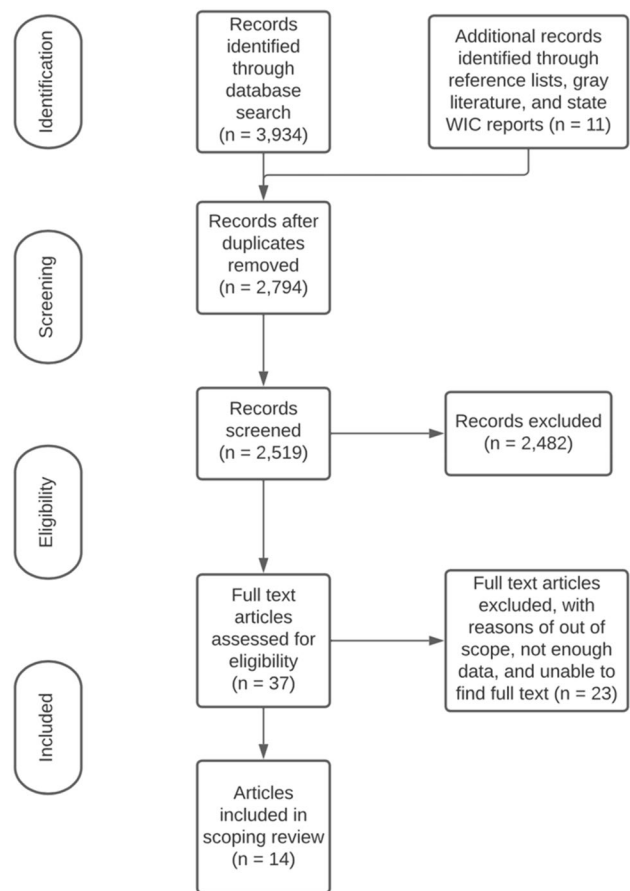 Identification
Records
identified
through
database
search
(n = 3,934)
Additional records
identified through
reference lists, gray
literature, and state
WIC reports (n = 11)
Screening
Records after
duplicates
removed
(n = 2,794)
Records
screened
(n = 2,519)
Records excluded
(n = 2,482)
Eligibility
Full text
articles
assessed for
eligibility
(n = 37)
Full text articles
excluded, with
reasons of out of
scope, not enough
data, and unable to
find full text (n = 23)
Included
Articles
included in
scoping review
(n = 14)